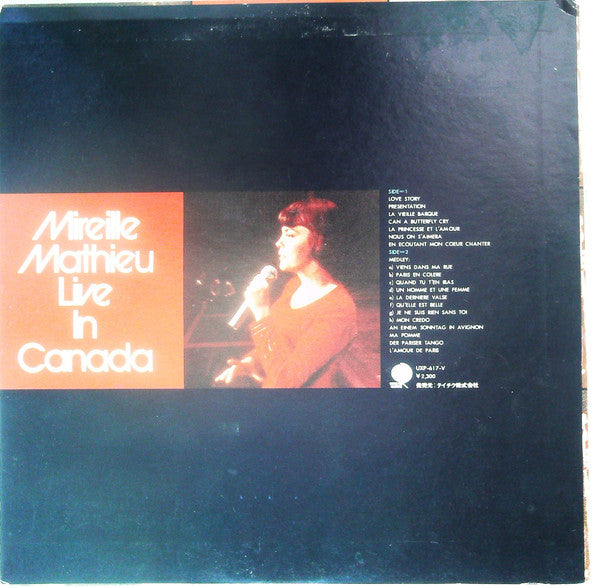 Mireille
Mathieu
Live
In
Canada
SIDE—1
LOVE STORY
PRESENTATION
LA VIEILLE BARQUE
CAN A BUTTERFLY CRY
LA PRINCESSE ET L'AMOUR
NOUS ON S'AIMERA
EN ECOUTANT MON COEUR CHANTER
SIDE—2
MEDLEY:
a) VIENS DANS MA RUE
b) PARIS EN COLERE
c) QUAND TU T'EN IRAS
d) UN HOMME ET UNE FEMME
e) LA DERNIERE VALSE
f) QU'ELLE EST BELLE
g) JE NE SUIS RIEN SANS TOI
h) MON CREDO
AN EINEM SONNTAG IN AVIGNON
MA POMME
DER PARISER TANGO
L'AMOUR DE PARIS
UXP-617-V
¥2,300
発売元:テイチク株式会社